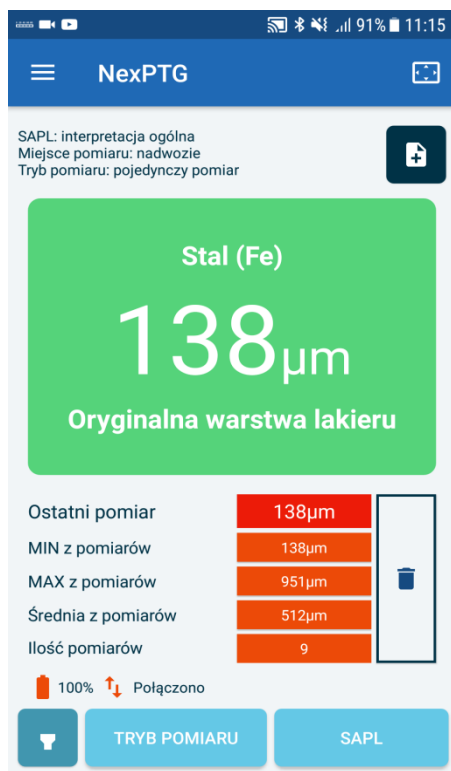 91% 11:15
NexPTG
SAPL: interpretacja ogólna
Miejsce pomiaru: nadwozie
Tryb pomiaru: pojedynczy pomiar
Stal (Fe)
138µm
Oryginalna warstwa lakieru
Ostatni pomiar 138µm
MIN z pomiarów 138µm
MAX z pomiarów 951µm
Średnia z pomiarów 512µm
Ilość pomiarów 9
100% Połączono
TRYB POMIARU SAPL